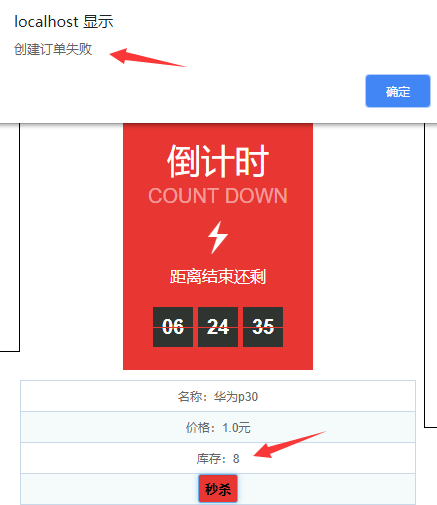 localhost 显示
创建订单失败
确定
倒计时
COUNT DOWN
距离结束还剩
06 24 35
名称：华为p30
价格：1.0元
库存：8
秒杀